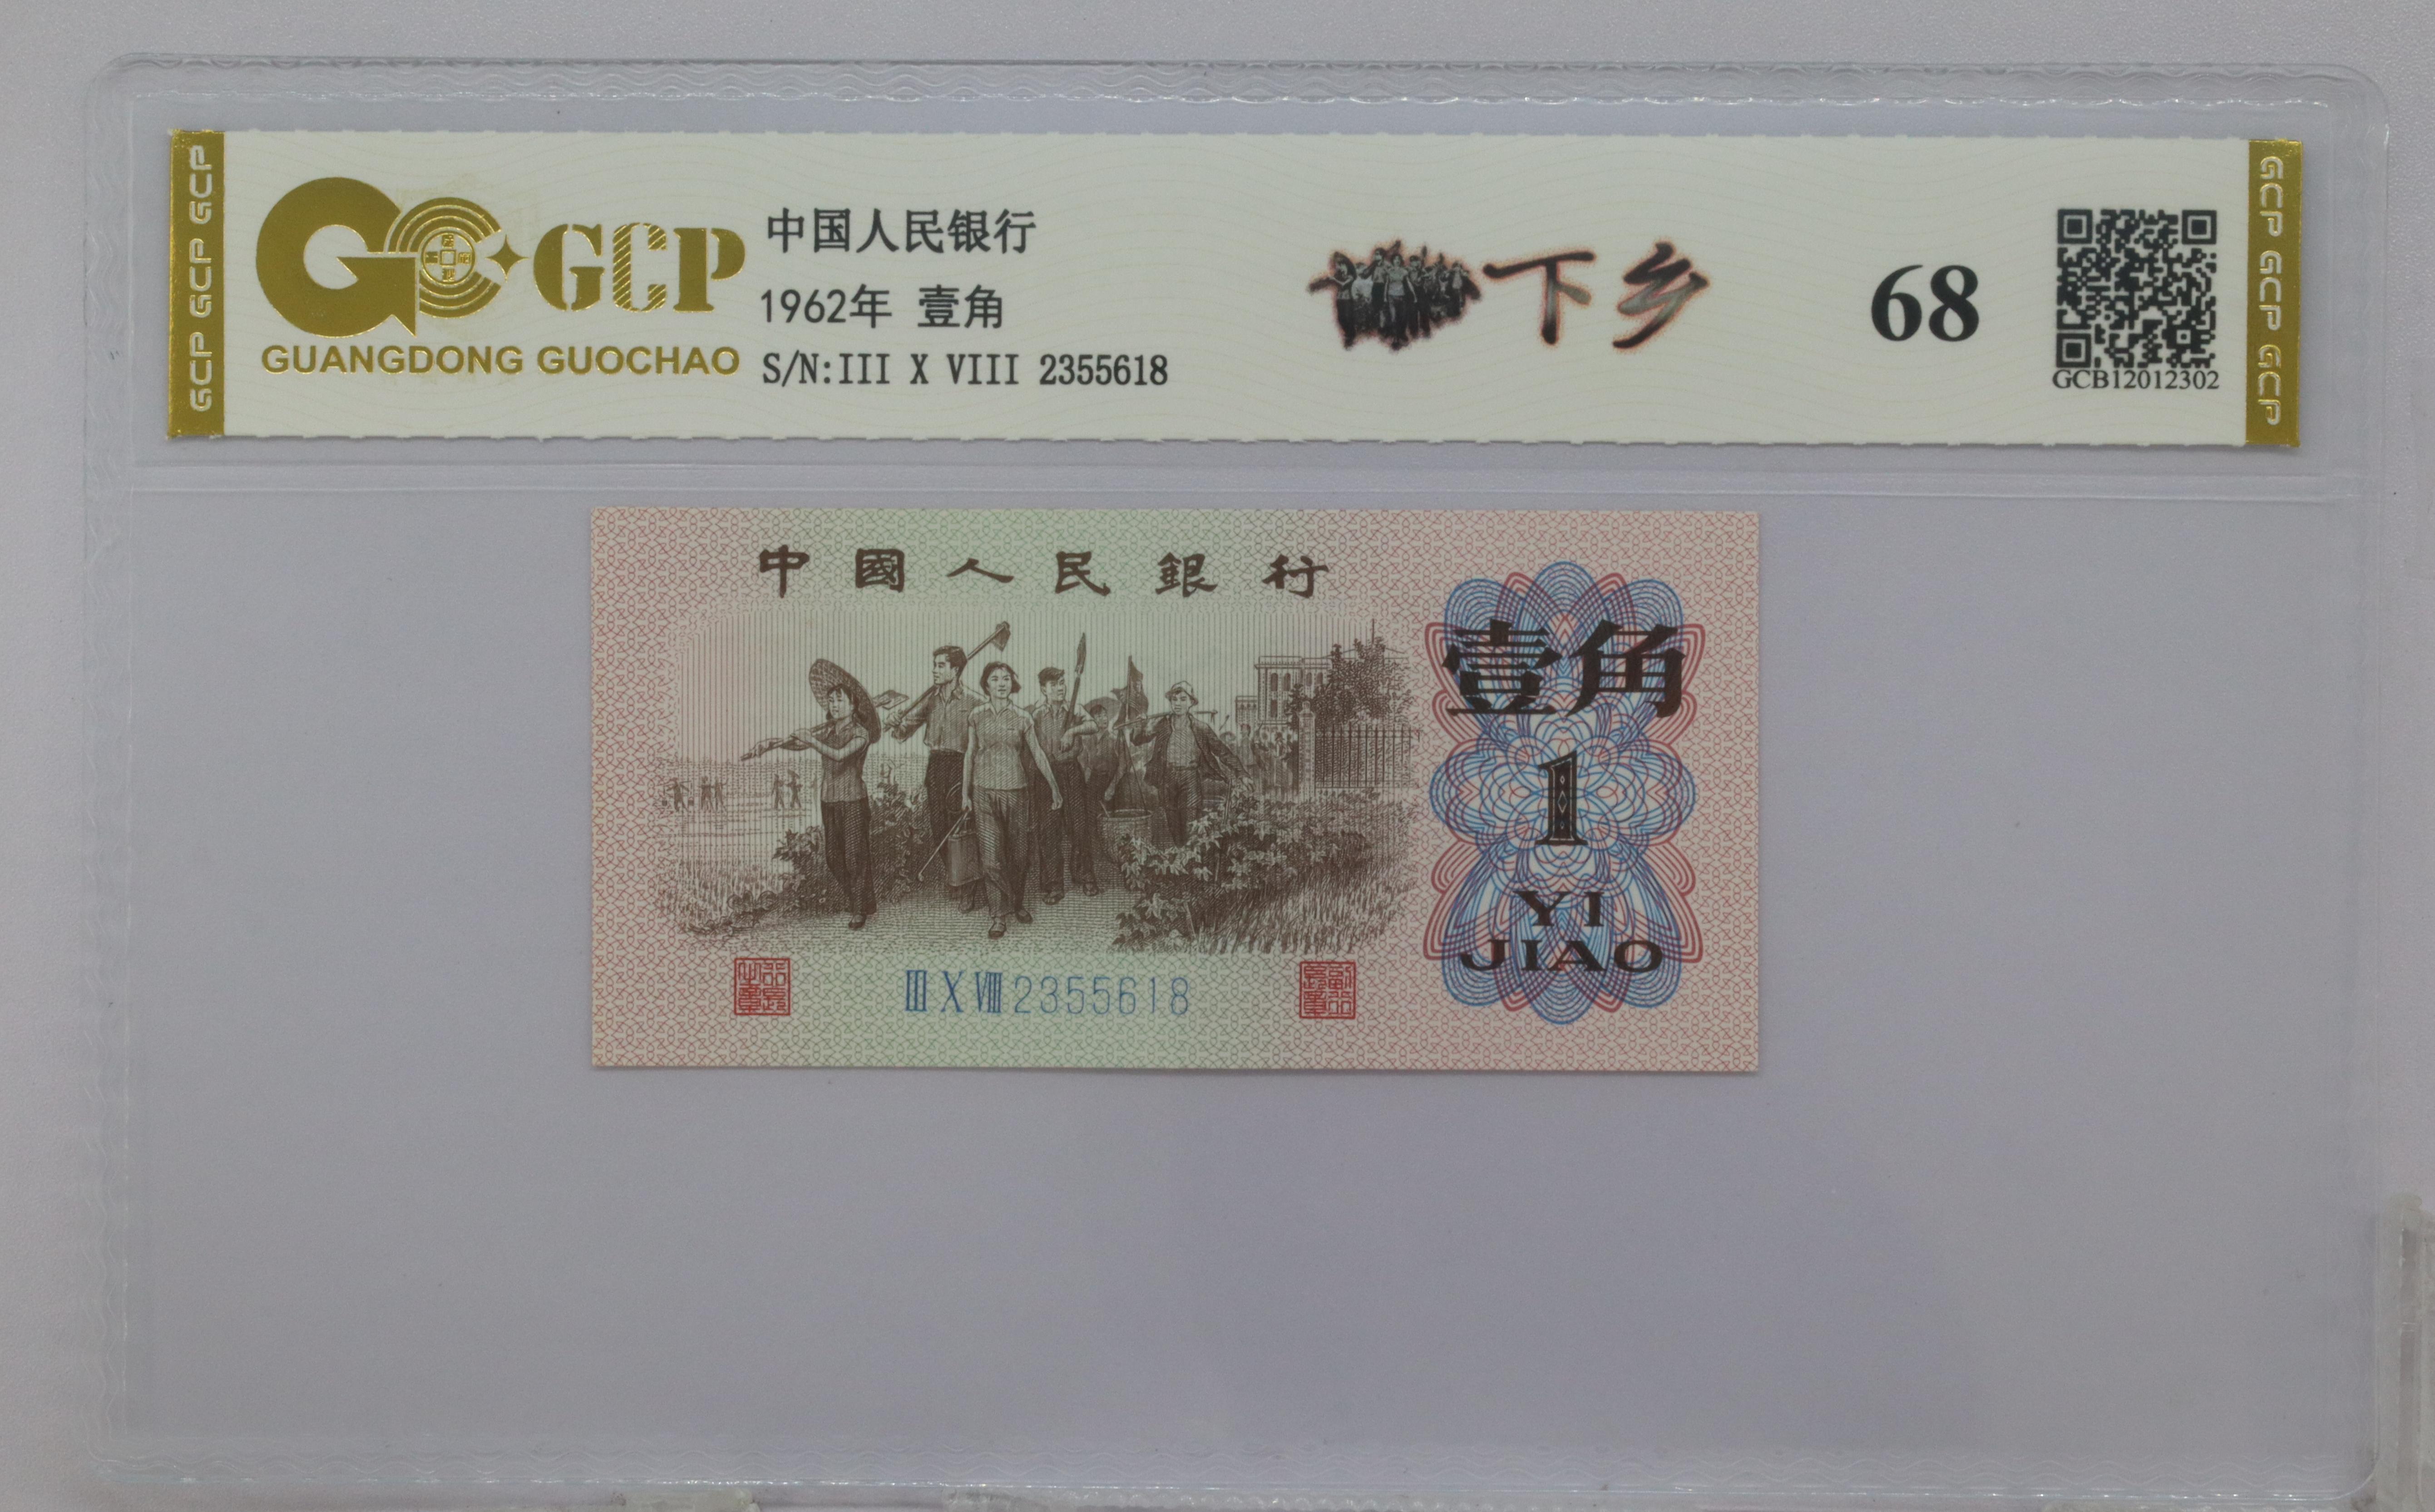 GCP GCP GCP
GCP
GUANGDONG GUOCHAO
中国人民银行
1962年 壹角
S/N:III X VIII 2355618
下乡
68
GCB12012302
GCP GCP GCP
中國人民銀行
壹角
1
YI
JIAO
Ⅲ Ⅹ Ⅷ 2355618